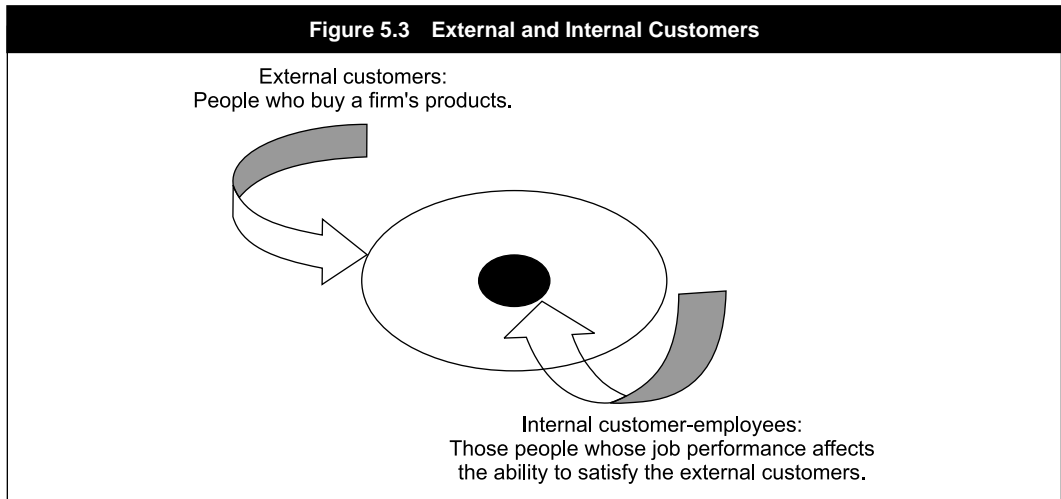 Figure 5.3 External and Internal Customers
External customers:
People who buy a firm's products.
Internal customer-employees:
Those people whose job performance affects
the ability to satisfy the external customers.